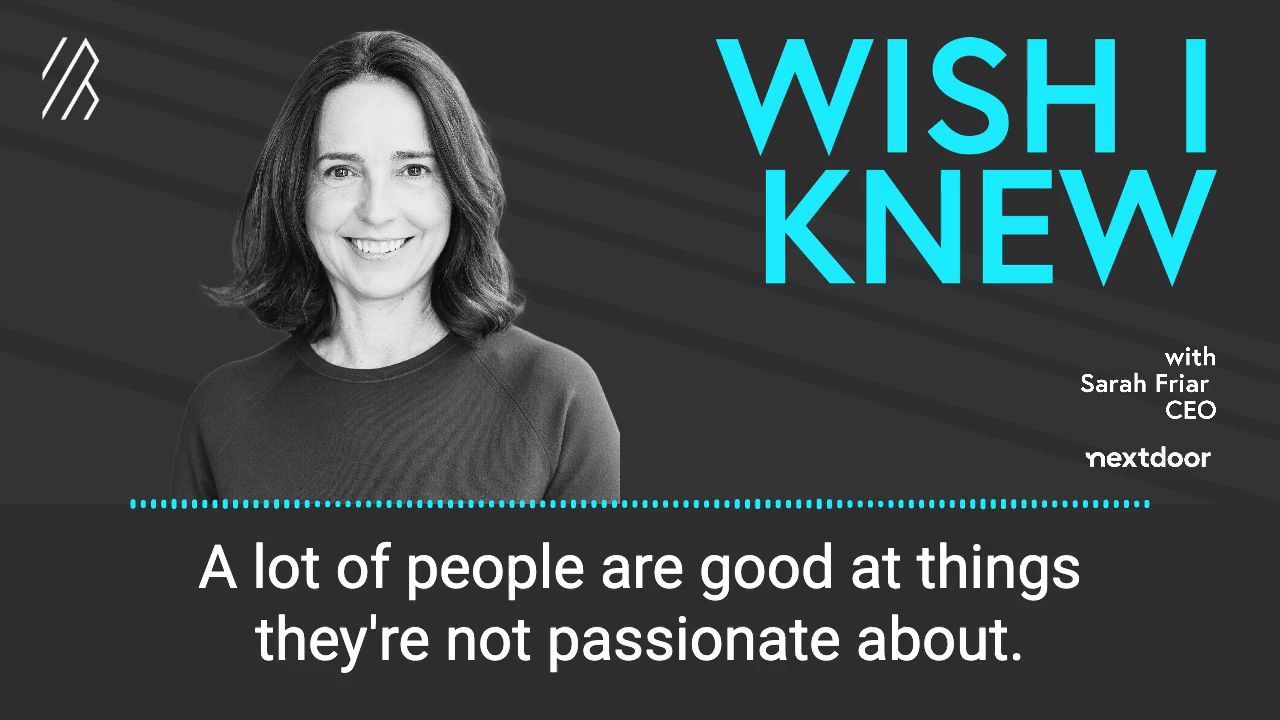 WISH I
KNEW
with
Sarah Friar
CEO
nextdoor
A lot of people are good at things
they're not passionate about.